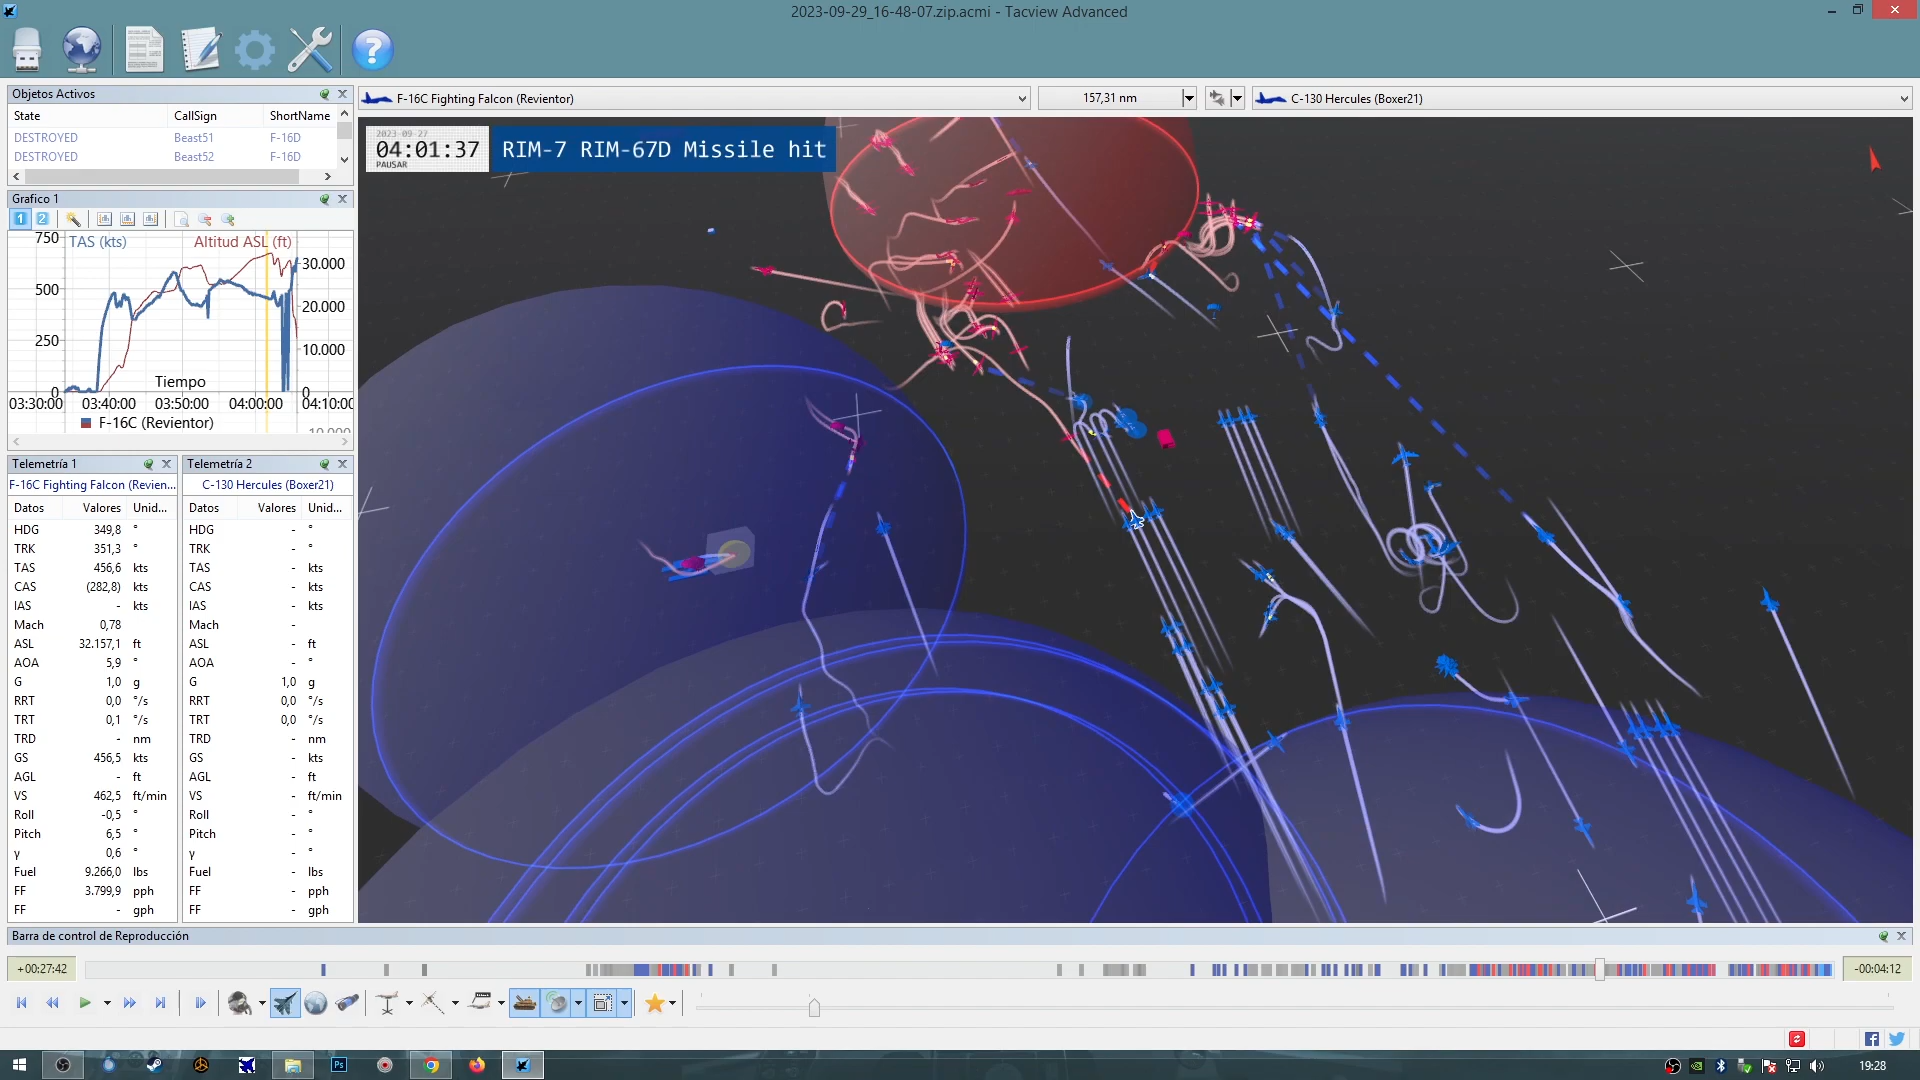 2023-09-29_16-48-07.zip.acmi - Tacview Advanced
Objetos Activos
State CallSign ShortName
DESTROYED Beast51 F-16D
DESTROYED Beast52 F-16D
Grafico 1
1 2
750 TAS (kts) Altitud ASL (ft)
30.000
500
20.000
250
10.000
Tiempo
0 0
03:30:00 03:40:00 03:50:00 04:00:00 04:10:00
F-16C (Revientor)
Telemetría 1
F-16C Fighting Falcon (Revien...
Datos Valores Unid...
HDG 349,8 °
TRK 351,3 °
TAS 456,6 kts
CAS (282,8) kts
IAS - kts
Mach 0,78
ASL 32.157,1 ft
AOA 5,9 °
G 1,0 g
RRT 0,0 °/s
TRT 0,1 °/s
TRD - nm
GS 456,5 kts
AGL - ft
VS 462,5 ft/min
Roll -0,5 °
Pitch 6,5 °
γ 0,6 °
Fuel 9.266,0 lbs
FF 3.799,9 pph
FF - gph
Telemetría 2
C-130 Hercules (Boxer21)
Datos Valores Unid...
HDG - °
TRK - °
TAS - kts
CAS - kts
IAS - kts
Mach -
ASL - ft
AOA - °
G 1,0 g
RRT 0,0 °/s
TRT 0,0 °/s
TRD - nm
GS - kts
AGL - ft
VS - ft/min
Roll - °
Pitch - °
γ - °
Fuel - lbs
FF - pph
FF - gph
F-16C Fighting Falcon (Revientor)
157,31 nm
C-130 Hercules (Boxer21)
2023-09-27
04:01:37
PAUSAR
RIM-7 RIM-67D Missile hit
Barra de control de Reproducción
+00:27:42
-00:04:12
19:28